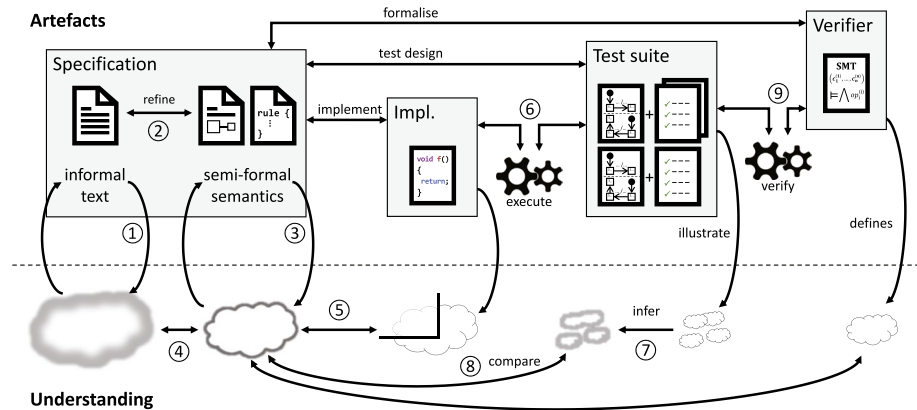 Artefacts
formalise
Verifier
test design
Specification
Test suite
SMT
refine
②
rule {
⋮
}
implement
Impl.
⑥
⑨
void f()
{
return;
}
+
+
execute
verify
informal
text
semi-formal
semantics
①
③
illustrate
defines
⑤
infer
④
⑧ compare
⑦
Understanding